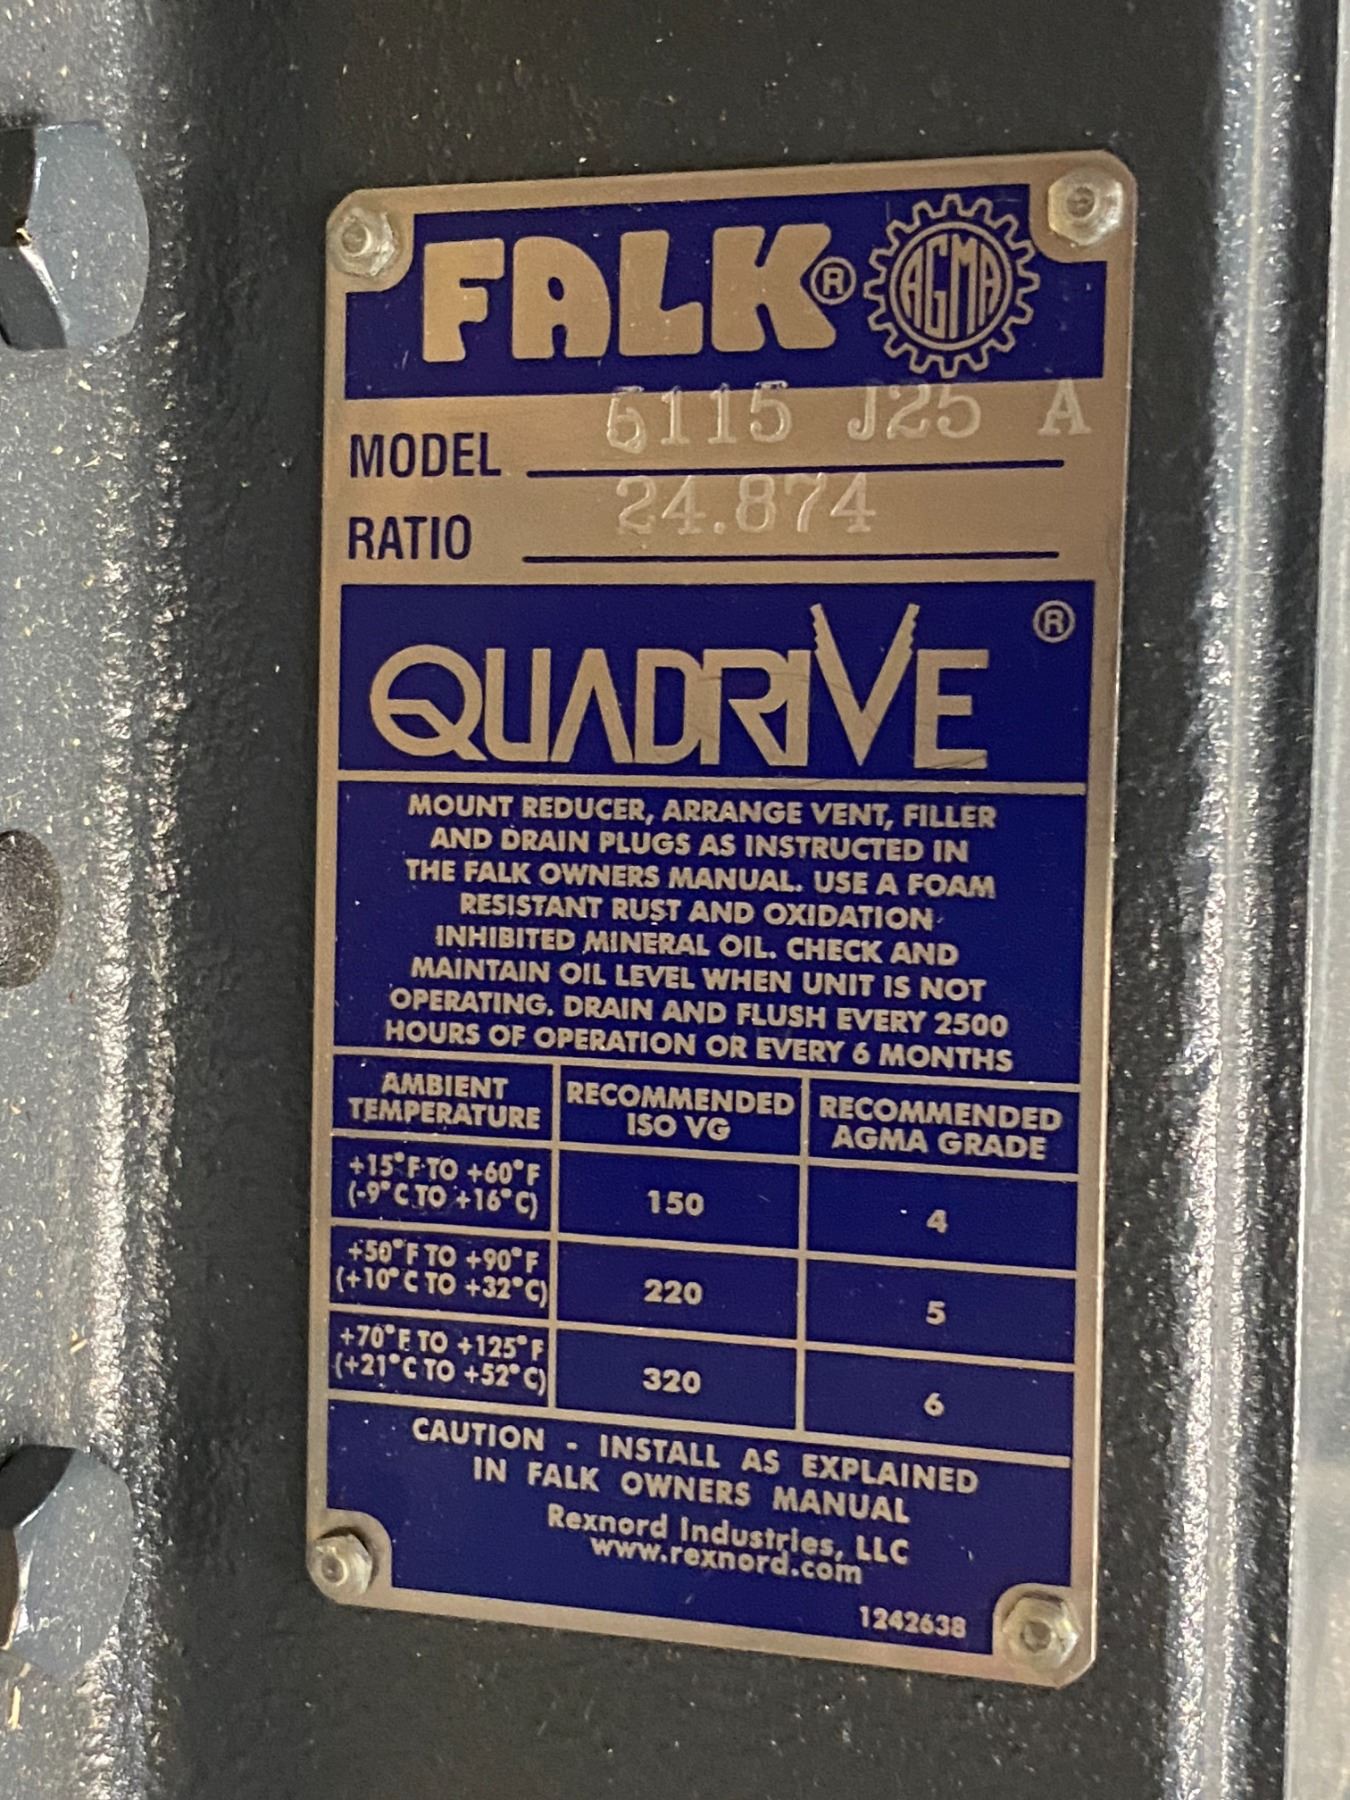 FALK® AGMA
MODEL 5115 J25 A
RATIO 24.874
QUADRIVE ®
MOUNT REDUCER, ARRANGE VENT, FILLER
AND DRAIN PLUGS AS INSTRUCTED IN
THE FALK OWNERS MANUAL. USE A FOAM
RESISTANT RUST AND OXIDATION
INHIBITED MINERAL OIL. CHECK AND
MAINTAIN OIL LEVEL WHEN UNIT IS NOT
OPERATING. DRAIN AND FLUSH EVERY 2500
HOURS OF OPERATION OR EVERY 6 MONTHS
AMBIENT TEMPERATURE RECOMMENDED ISO VG RECOMMENDED AGMA GRADE
+15°F TO +60°F (-9°C TO +16°C) 150 4
+50°F TO +90°F (+10°C TO +32°C) 220 5
+70°F TO +125°F (+21°C TO +52°C) 320 6
CAUTION - INSTALL AS EXPLAINED
IN FALK OWNERS MANUAL
Rexnord Industries, LLC
www.rexnord.com
1242638